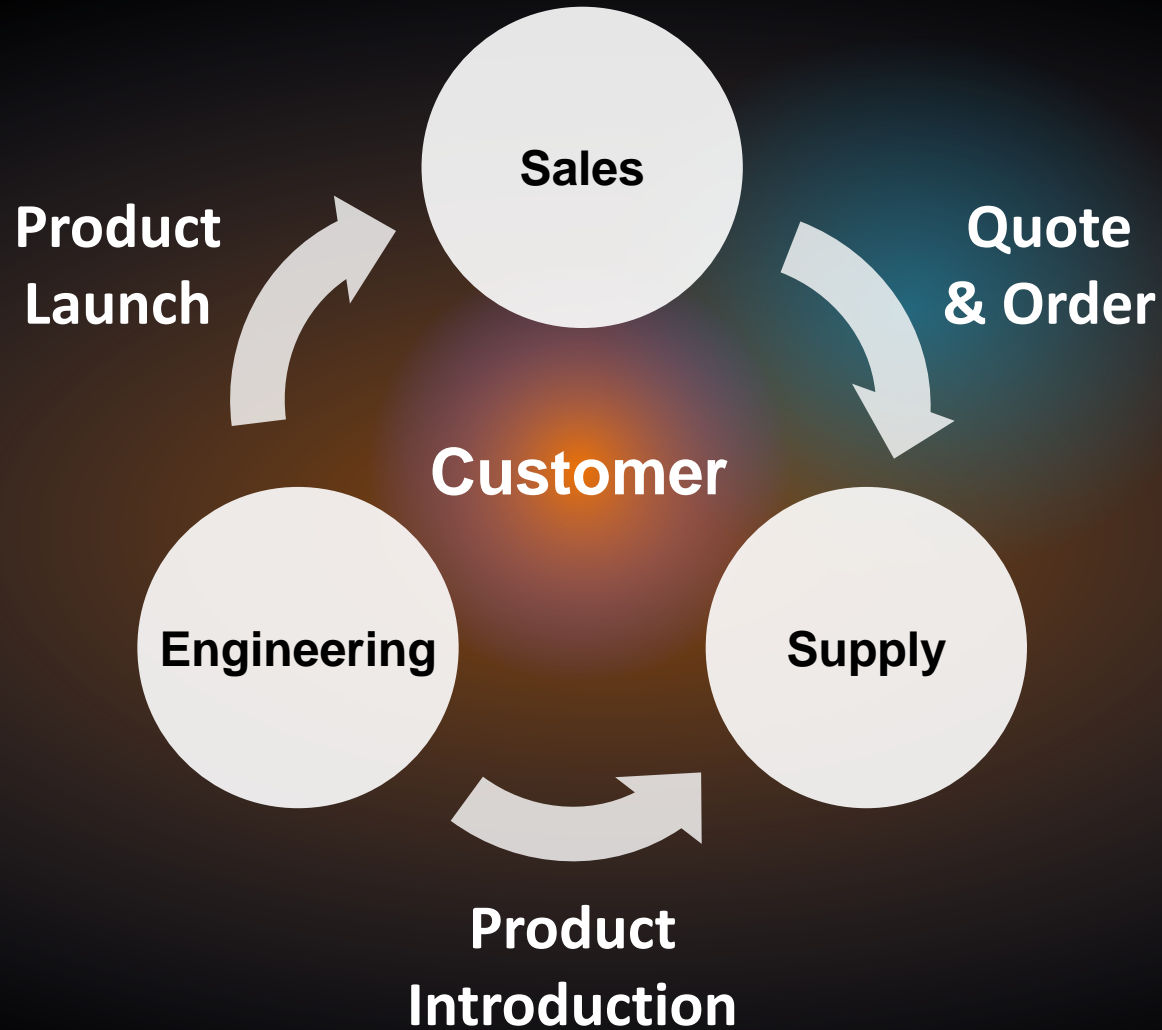 Sales
Product
Launch
Quote
& Order
Customer
Engineering
Supply
Product
Introduction